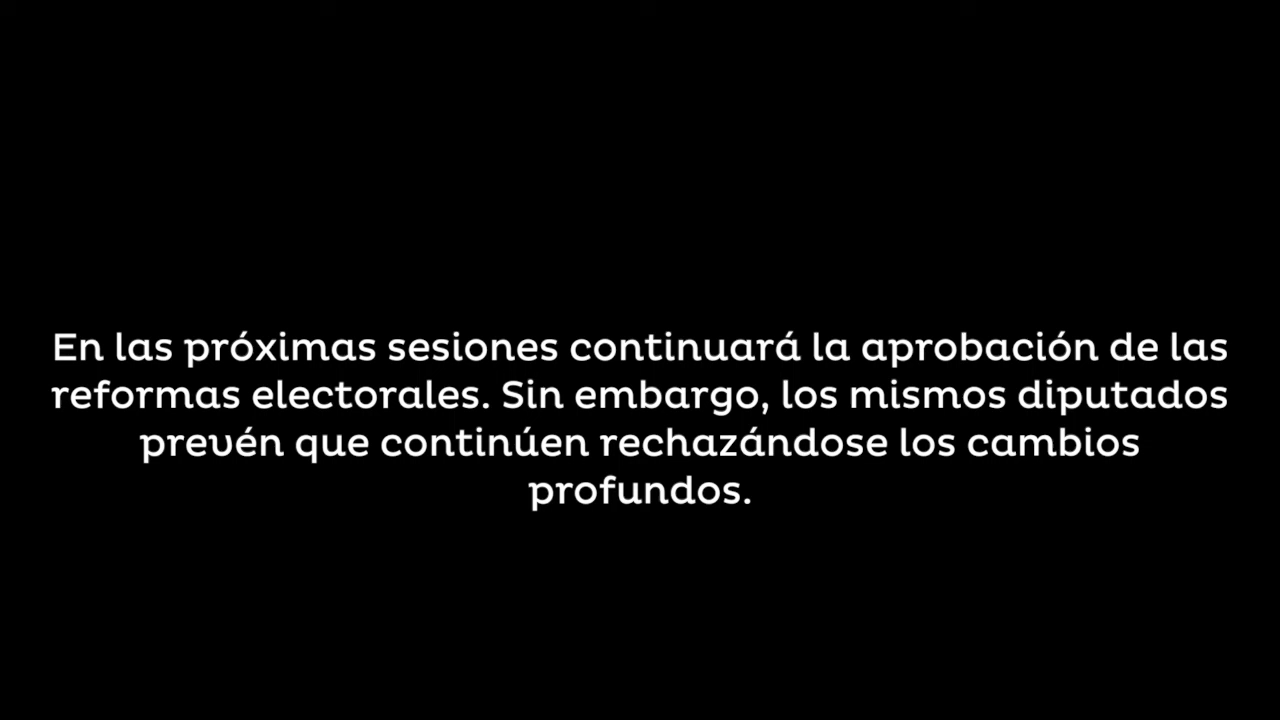 En las próximas sesiones continuará la aprobación de las
reformas electorales. Sin embargo, los mismos diputados
prevén que continúen rechazándose los cambios
profundos.